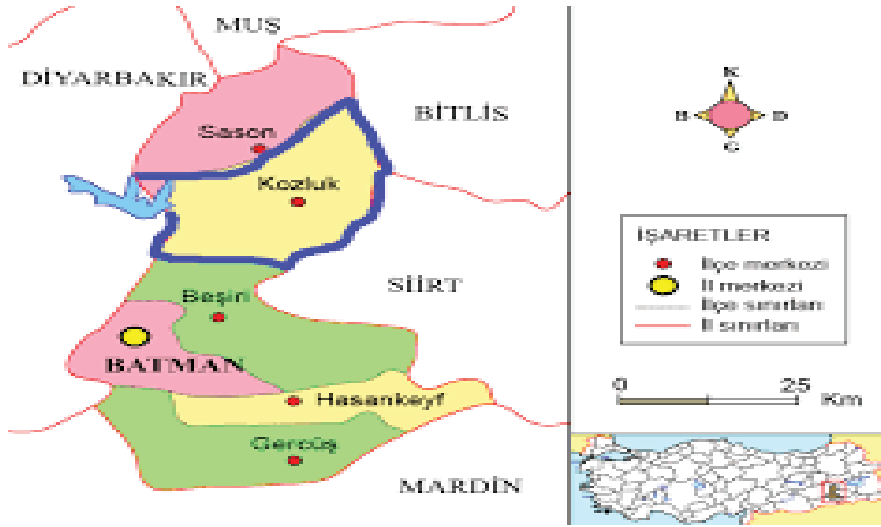 MUŞ
DİYARBAKIR
BİTLİS
Sason
Kozluk
SİİRT
Beşiri
BATMAN
Hasankeyf
Gercüş
MARDİN
K
B D
G
İŞARETLER
İlçe merkezi
İl merkezi
İlçe sınırları
İl sınırları
0 25
Km